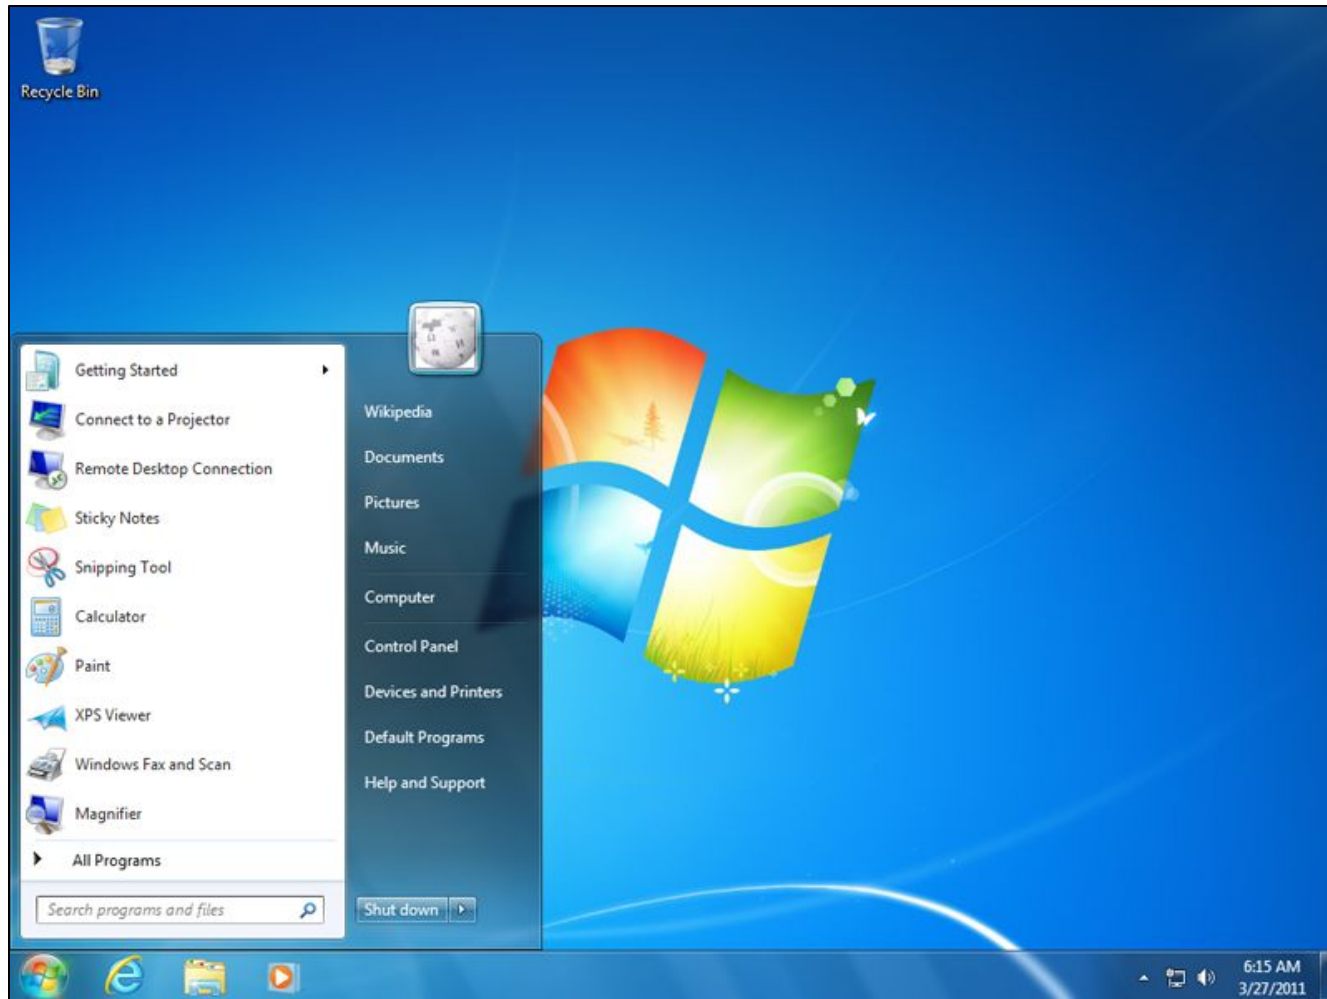 Recycle Bin
Getting Started
Connect to a Projector
Remote Desktop Connection
Sticky Notes
Snipping Tool
Calculator
Paint
XPS Viewer
Windows Fax and Scan
Magnifier
All Programs
Search programs and files
Wikipedia
Documents
Pictures
Music
Computer
Control Panel
Devices and Printers
Default Programs
Help and Support
Shut down
6:15 AM
3/27/2011